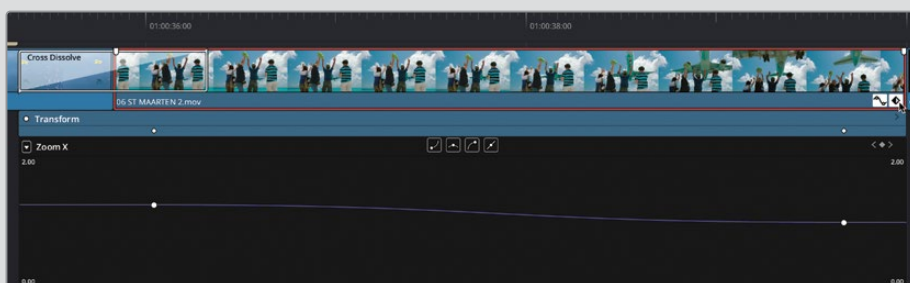 01:00:36:00
01:00:38:00
Cross Dissolve
06 ST MAARTEN 2.mov
Transform
Zoom X
2.00
2.00
0.00
0.00